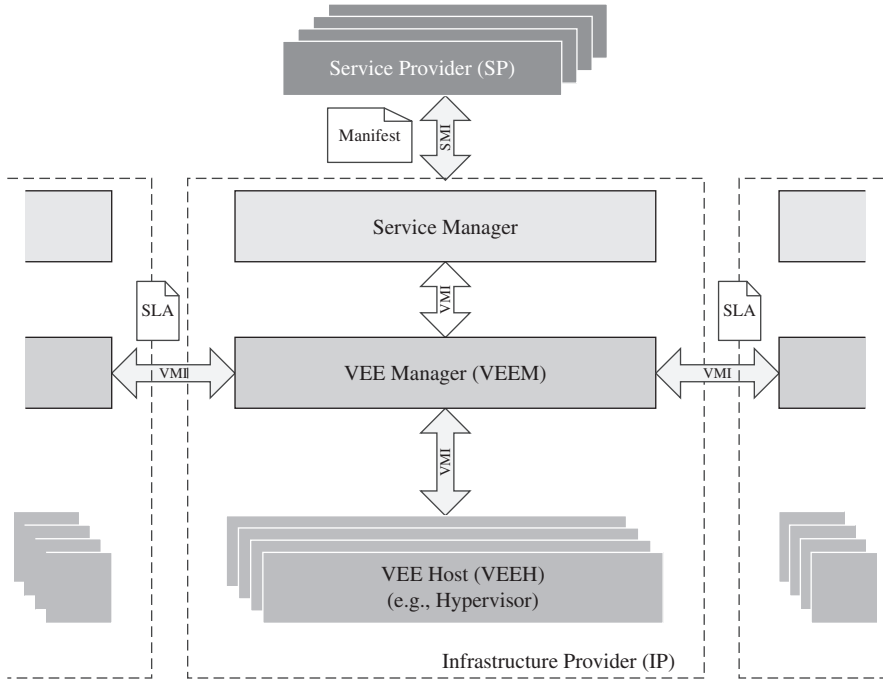 Service Provider (SP)
Manifest
SMI
Service Manager
SLA
VMI
SLA
VMI
VEE Manager (VEEM)
VMI
VMI
VEE Host (VEEH)
(e.g., Hypervisor)
Infrastructure Provider (IP)